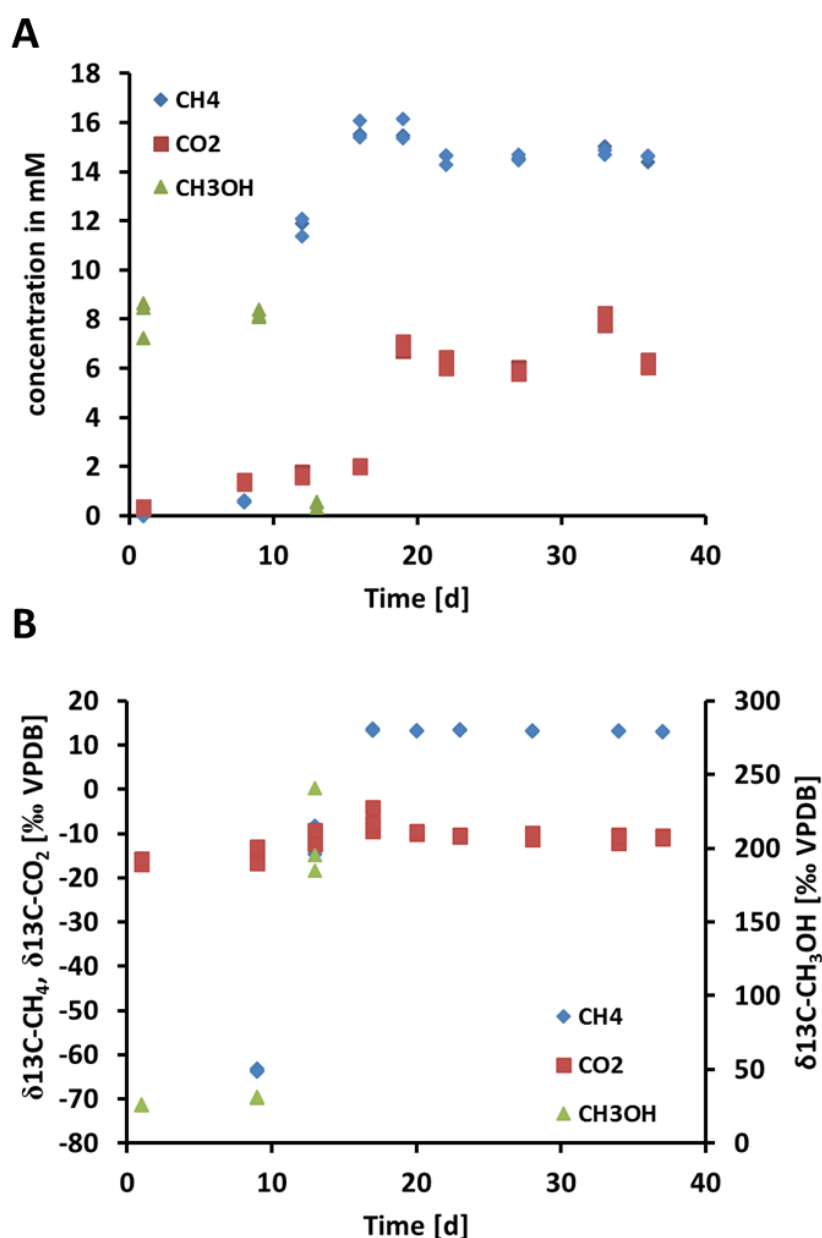 A
18
16
14
12
10
8
6
4
2
0
CH4
CO2
CH3OH
concentration in mM
0 10 20 30 40
Time [d]
B
20
10
0
-10
-20
-30
-40
-50
-60
-70
-80
300
250
200
150
100
50
0
δ13C-CH₄, δ13C-CO₂ [‰ VPDB]
δ13C-CH₃OH [‰ VPDB]
CH4
CO2
CH3OH
0 10 20 30 40
Time [d]